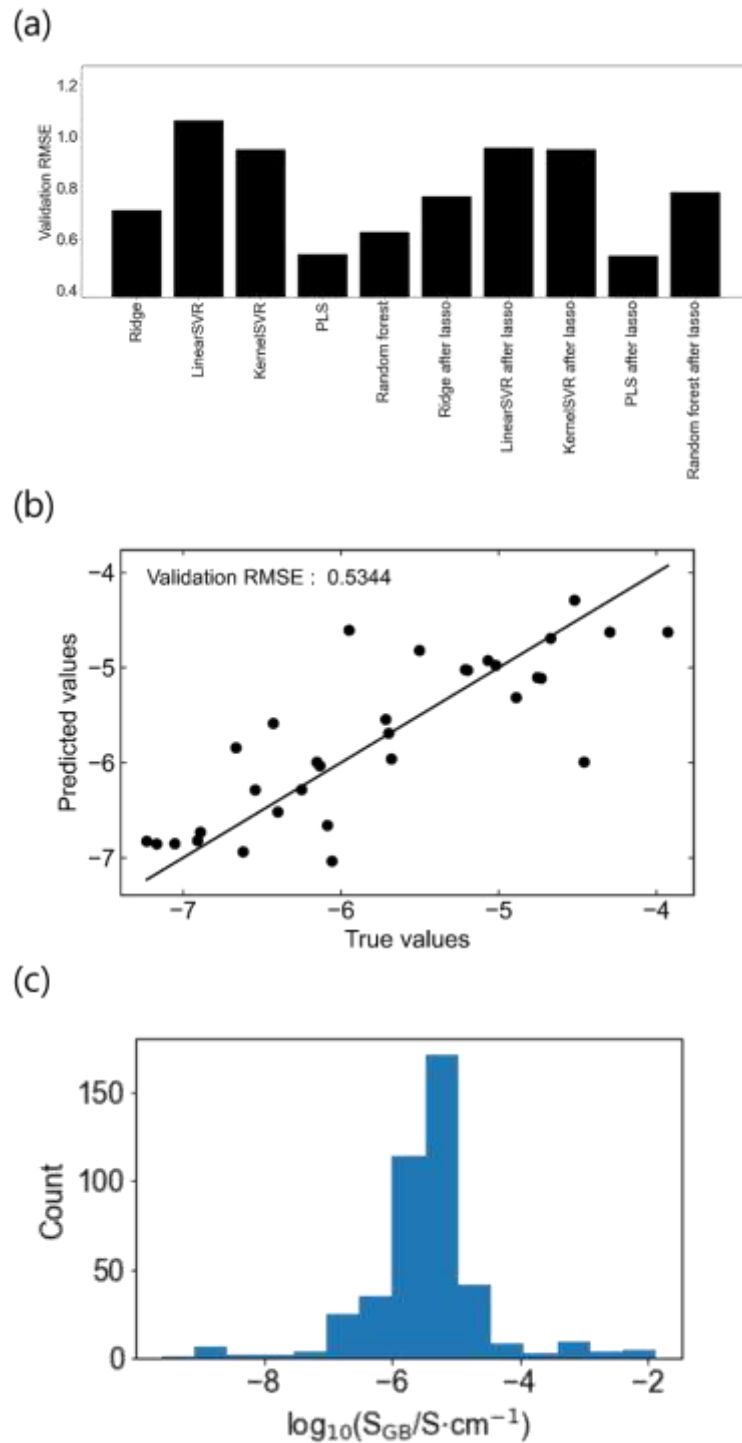 (a)
1.2
1.0
0.8
0.6
0.4
Validation RMSE
Ridge
LinearSVR
KernelSVR
PLS
Random forest
Ridge after lasso
LinearSVR after lasso
KernelSVR after lasso
PLS after lasso
Random forest after lasso
(b)
Validation RMSE : 0.5344
−4
−5
−6
−7
Predicted values
−7
−6
−5
−4
True values
(c)
150
100
50
0
Count
−8
−6
−4
−2
log₁₀(S_GB/S·cm⁻¹)